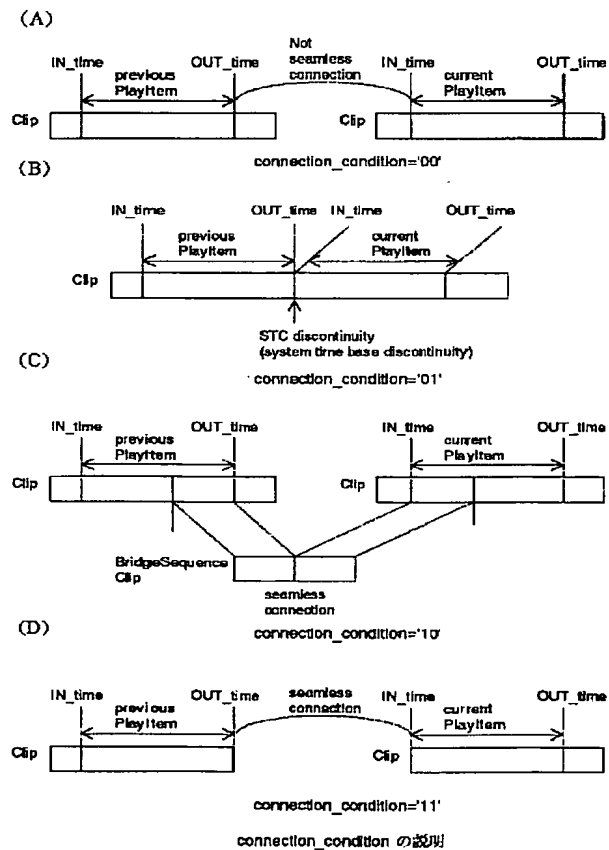 (A)
Not
seamless
connection
IN_time
OUT_time
IN_time
OUT_time
previous
PlayItem
current
PlayItem
Clip
Clip
connection_condition='00'
(B)
IN_time
OUT_time
IN_time
OUT_time
previous
PlayItem
current
PlayItem
Clip
STC discontinuity
(system time base discontinuity)
connection_condition='01'
(C)
IN_time
OUT_time
IN_time
OUT_time
previous
PlayItem
current
PlayItem
Clip
Clip
BridgeSequence
Clip
seamless
connection
connection_condition='10'
(D)
IN_time
OUT_time
seamless
connection
IN_time
OUT_time
previous
PlayItem
current
PlayItem
Clip
Clip
connection_condition='11'
connection_condition の説明